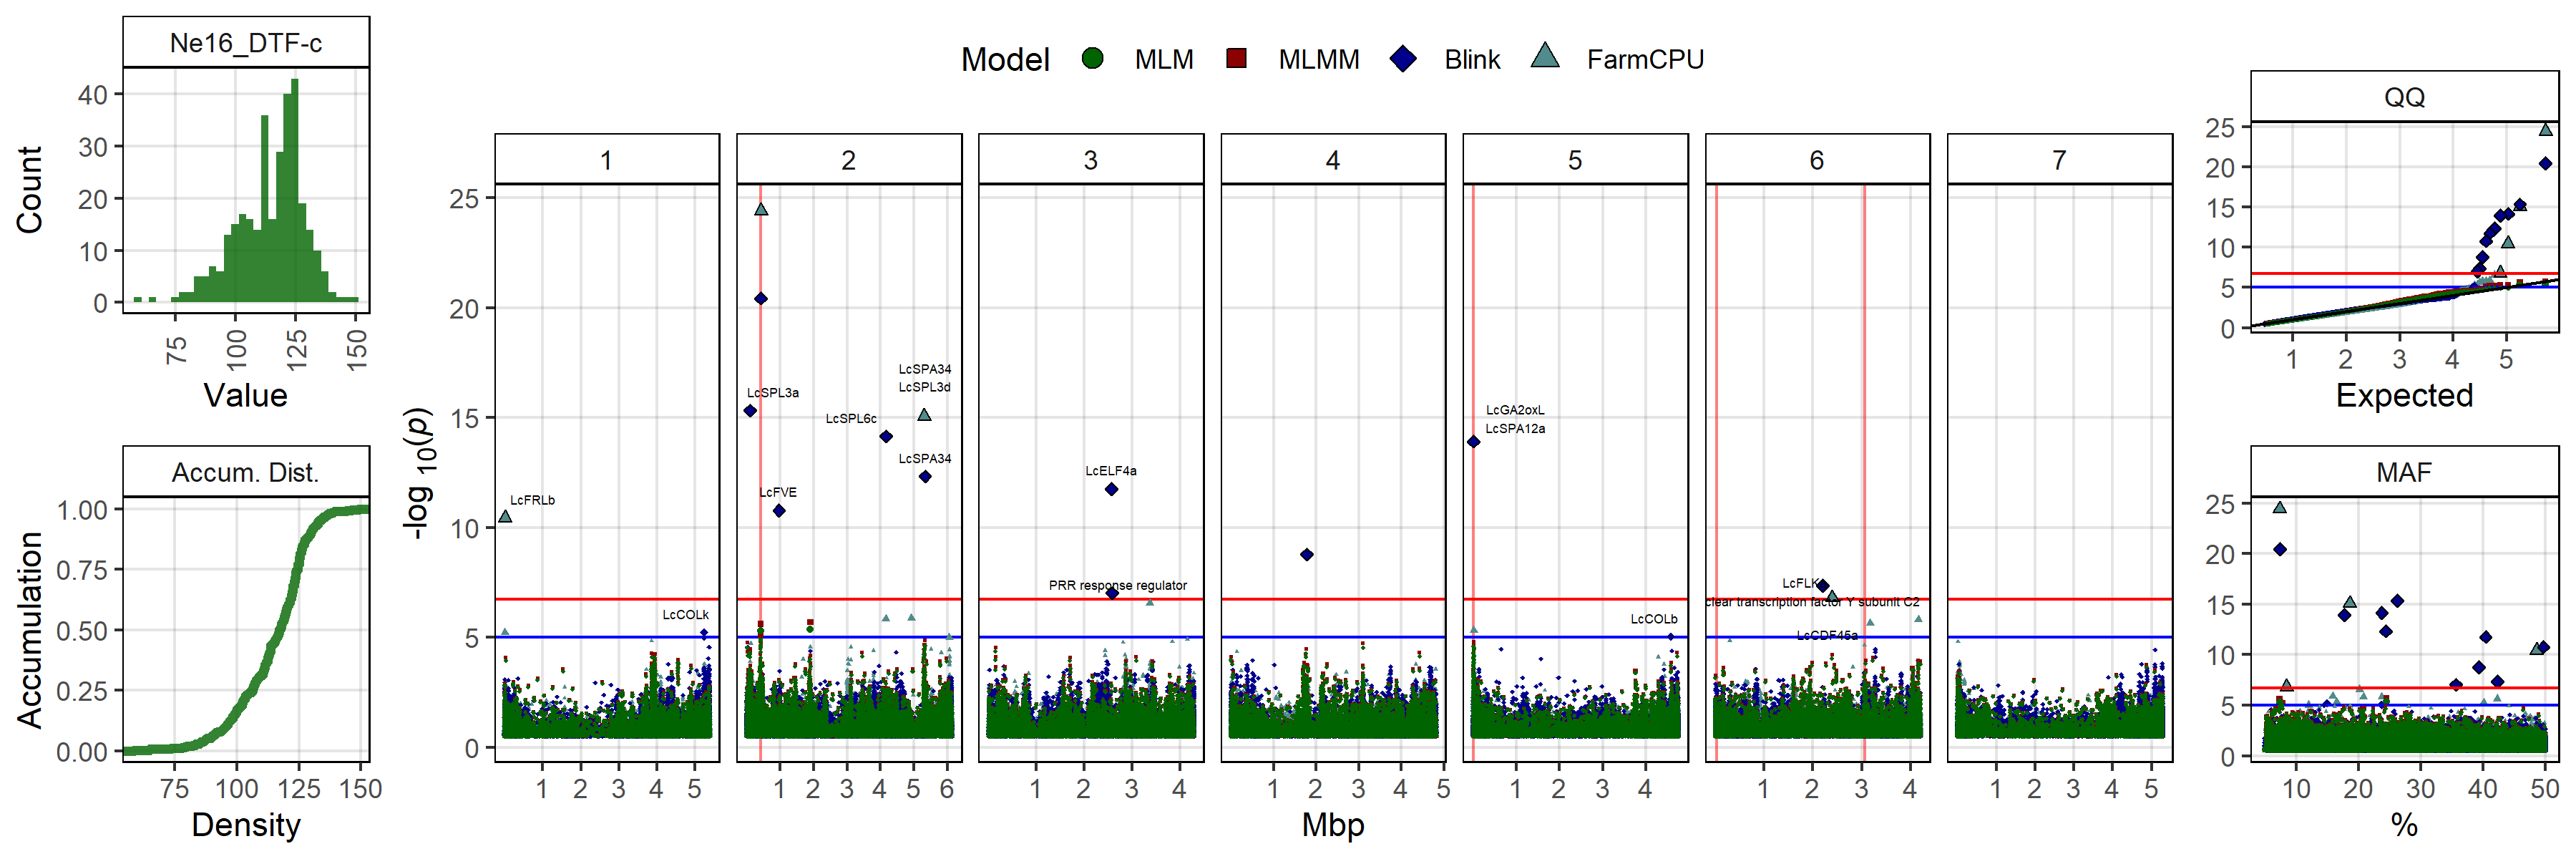 Ne16_DTF-c
Count
40
30
20
10
0
75
100
125
150
Value
Accum. Dist.
Accumulation
1.00
0.75
0.50
0.25
0.00
75 100 125 150
Density
Model MLM MLMM Blink FarmCPU
1 2 3 4 5 6 7
-log 10(p)
25
20
15
10
5
0
LcFRLb
LcCOLk
LcSPL3a
LcFVE
LcSPA34
LcSPL3d
LcSPL6c
LcSPA34
LcELF4a
PRR response regulator
LcGA2oxL
LcSPA12a
LcCOLb
LcFLK
clear transcription factor Y subunit C2
LcCDF45a
1 2 3 4 5
1 2 3 4 5 6
1 2 3 4
1 2 3 4 5
1 2 3 4
1 2 3 4
1 2 3 4 5
Mbp
QQ
25
20
15
10
5
0
1 2 3 4 5
Expected
MAF
25
20
15
10
5
0
10 20 30 40 50
%